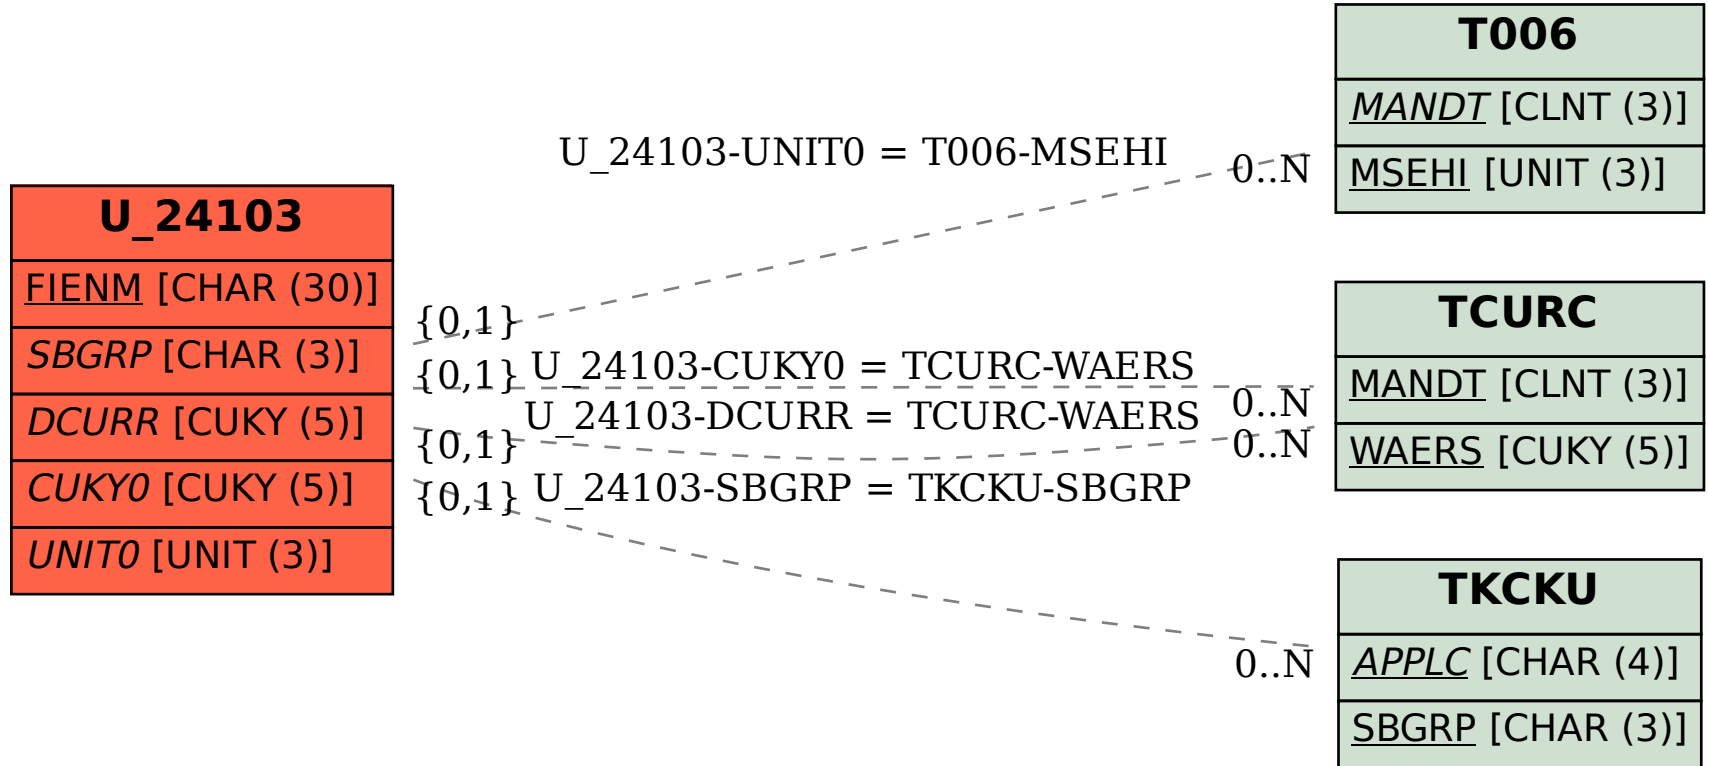 U_24103
FIENM [CHAR (30)]
SBGRP [CHAR (3)]
DCURR [CUKY (5)]
CUKY0 [CUKY (5)]
UNIT0 [UNIT (3)]
U_24103-UNIT0 = T006-MSEHI
0..N
{0,1}
{0,1}
U_24103-CUKY0 = TCURC-WAERS
0..N
U_24103-DCURR = TCURC-WAERS
{0,1}
0..N
{0,1}
U_24103-SBGRP = TKCKU-SBGRP
0..N
T006
MANDT [CLNT (3)]
MSEHI [UNIT (3)]
TCURC
MANDT [CLNT (3)]
WAERS [CUKY (5)]
TKCKU
APPLC [CHAR (4)]
SBGRP [CHAR (3)]